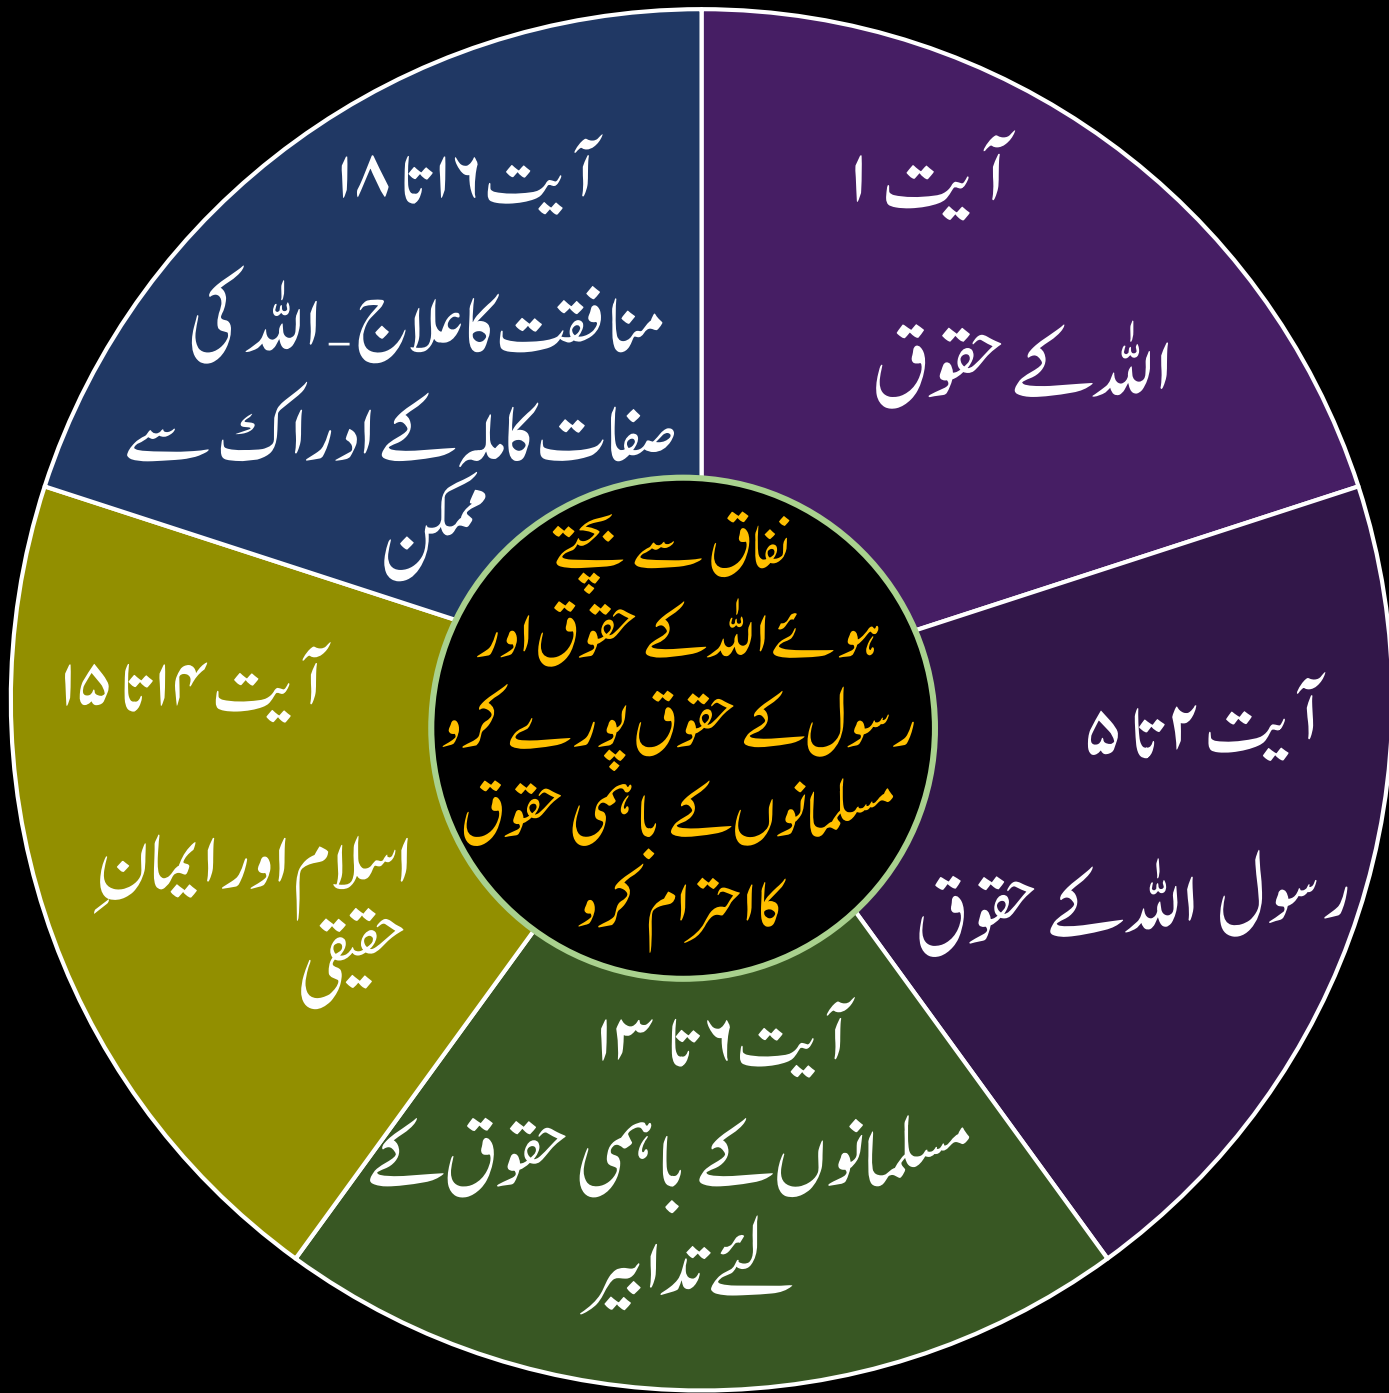 آیت ۱
اللہ کے حقوق
آیت ۲ تا ۵
رسول اللہ کے حقوق
آیت ۶ تا ۱۳
مسلمانوں کے باہمی حقوق کے
لئے تدابیر
آیت ۱۴ تا ۱۵
اسلام اور ایمانِ
حقیقی
آیت ۱۶ تا ۱۸
منافقت کا علاج ۔ اللہ کی
صفات کاملہ کے ادراک سے
ممکن
نفاق سے بچتے
ہوئے اللہ کے حقوق اور
رسول کے حقوق پورے کرو
مسلمانوں کے باہمی حقوق
کا احترام کرو